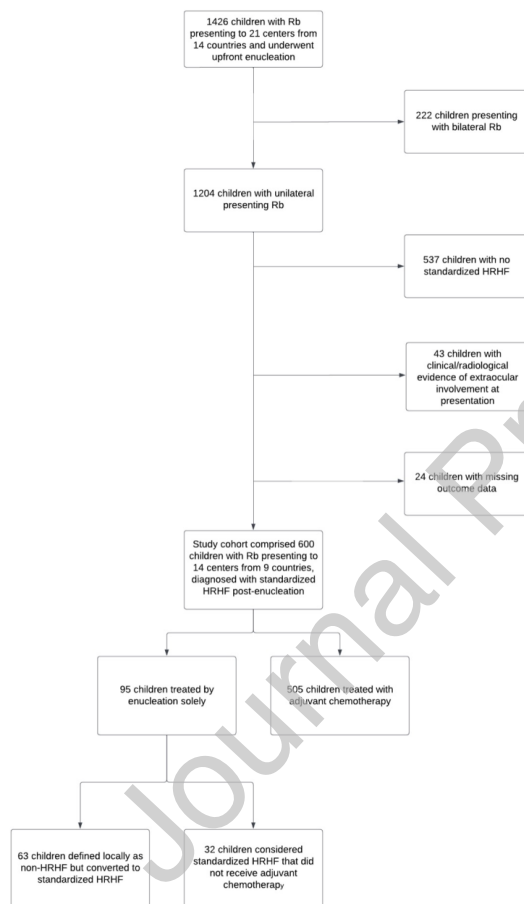 1426 children with Rb
presenting to 21 centers from
14 countries and underwent
upfront enucleation
222 children presenting
with bilateral Rb
1204 children with unilateral
presenting Rb
537 children with no
standardized HRHF
43 children with
clinical/radiological
evidence of extraocular
involvement at
presentation
24 children with missing
outcome data
Study cohort comprised 600
children with Rb presenting to
14 centers from 9 countries,
diagnosed with standardized
HRHF post-enucleation
95 children treated by
enucleation solely
505 children treated with
adjuvant chemotherapy
63 children defined locally as
non-HRHF but converted to
standardized HRHF
32 children considered
standardized HRHF that did
not receive adjuvant
chemotherapy
Journal Pr